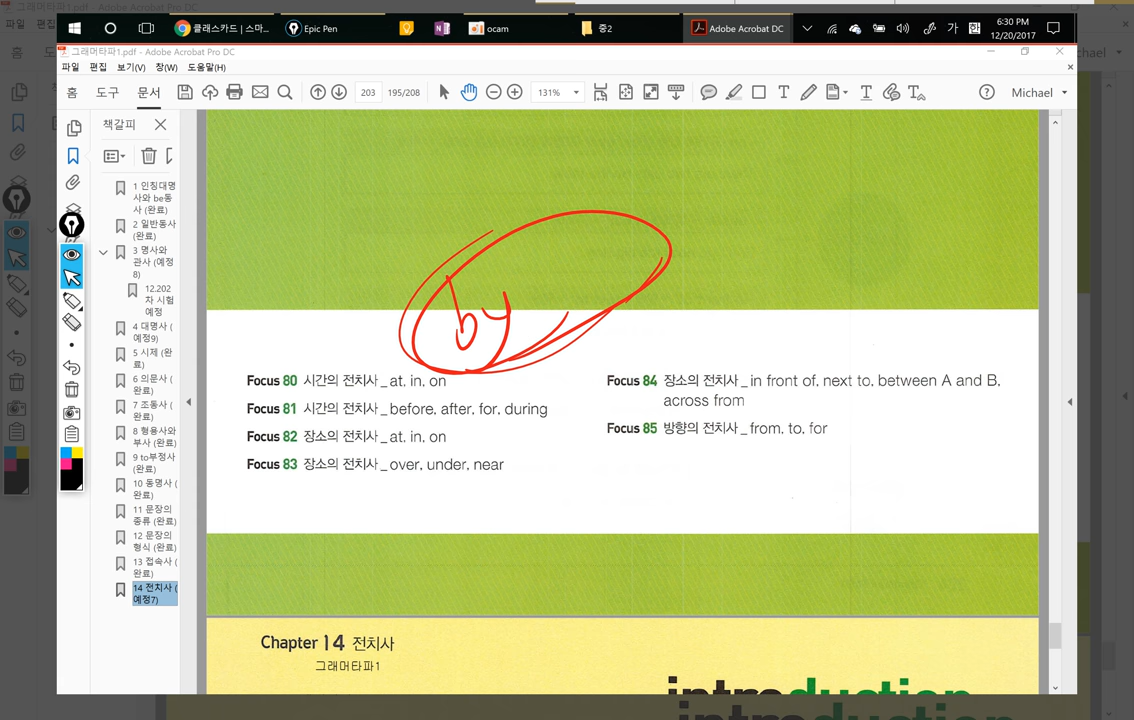 그래머타파1.pdf
클래스카드 | 스마...
Epic Pen
ocam
중2
Adobe Acrobat DC
가
한
6:30 PM
12/20/2017
그래머타파1.pdf - Adobe Acrobat Pro DC
파일 편집 보기(V) 창(W) 도움말(H)
홈 도구 문서 203 195/208 131% Michael
책갈피
1 인칭대명
사와 be동
사 (완료)
2 일반동사
(완료)
3 명사와
관사 (예정
8)
12.202
차 시험
예정
4 대명사 (
예정9)
5 시제 (완
료)
6 의문사 (
완료)
7 조동사 (
완료)
8 형용사와
부사 (완료)
9 to부정사
(완료)
10 동명사 (
완료)
11 문장의
종류 (완료)
12 문장의
형식 (완료)
13 접속사 (
완료)
14 전치사 (
예정7)
by
Focus 80 시간의 전치사 _ at, in, on
Focus 81 시간의 전치사 _ before, after, for, during
Focus 82 장소의 전치사 _ at, in, on
Focus 83 장소의 전치사 _ over, under, near
Focus 84 장소의 전치사 _ in front of, next to, between A and B,
across from
Focus 85 방향의 전치사 _ from, to, for
Chapter 14 전치사
그래머타파1
introduction